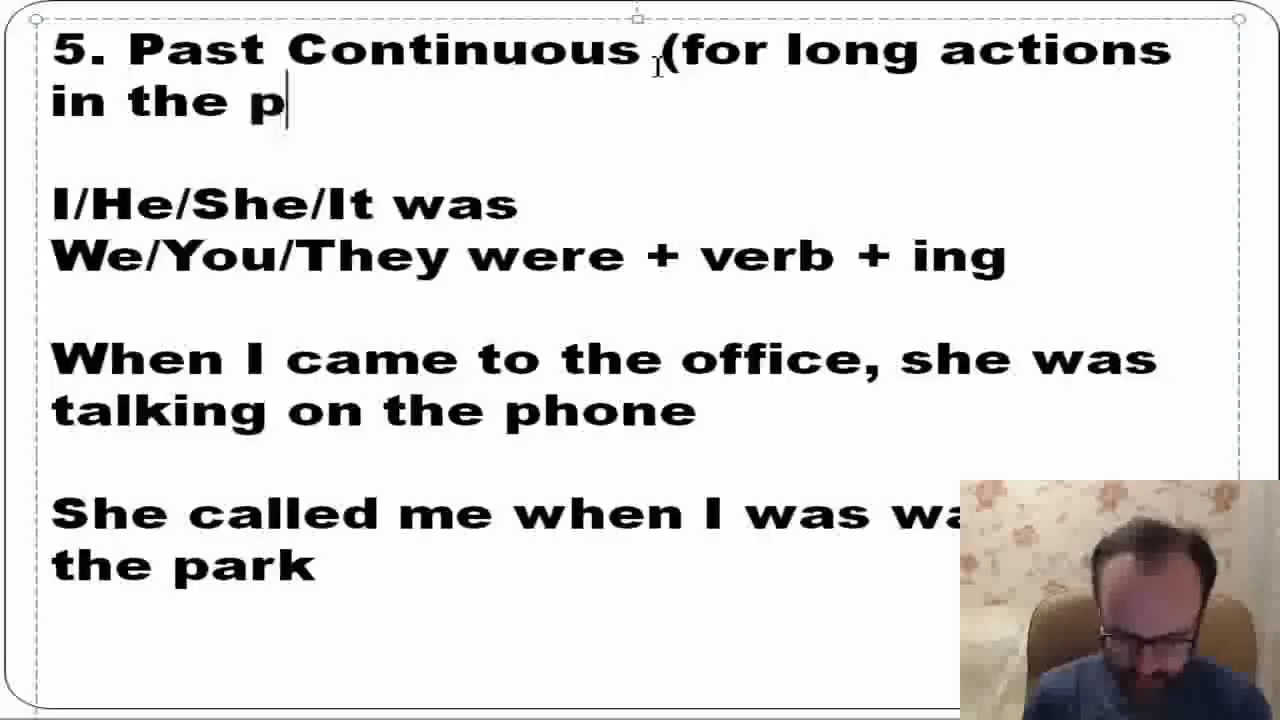 5. Past Continuous (for long actions
in the p
I/He/She/It was
We/You/They were + verb + ing
When I came to the office, she was
talking on the phone
She called me when I was
the park